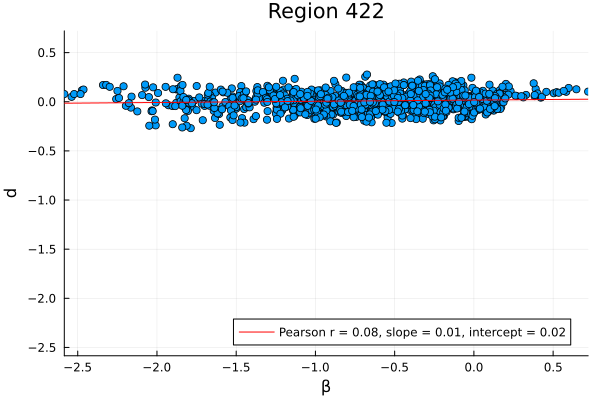 Region 422
0.5
0.0
−0.5
−1.0
−1.5
−2.0
−2.5
d
Pearson r = 0.08, slope = 0.01, intercept = 0.02
−2.5 −2.0 −1.5 −1.0 −0.5 0.0 0.5
β